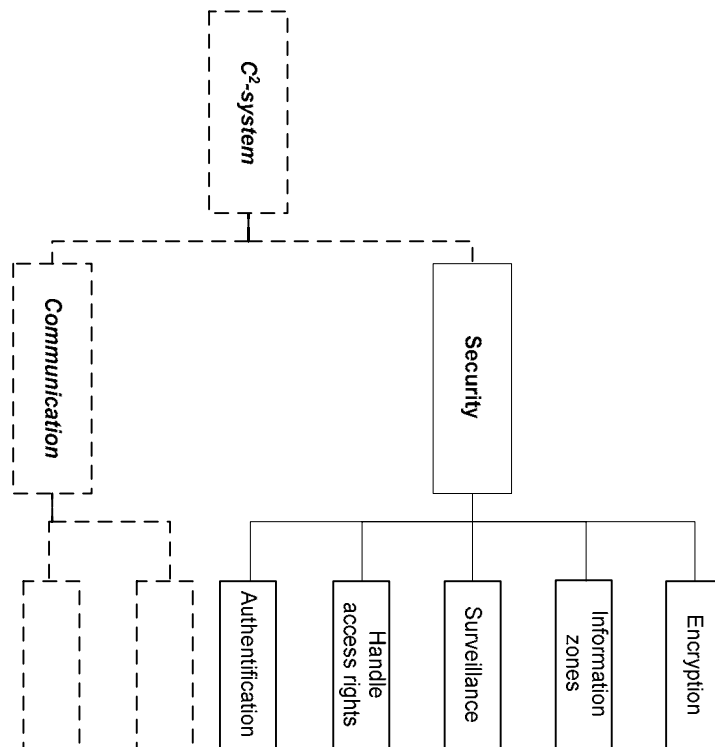 C²-system
Communication
Security
Authentification
Handle
access rights
Surveillance
Information
zones
Encryption